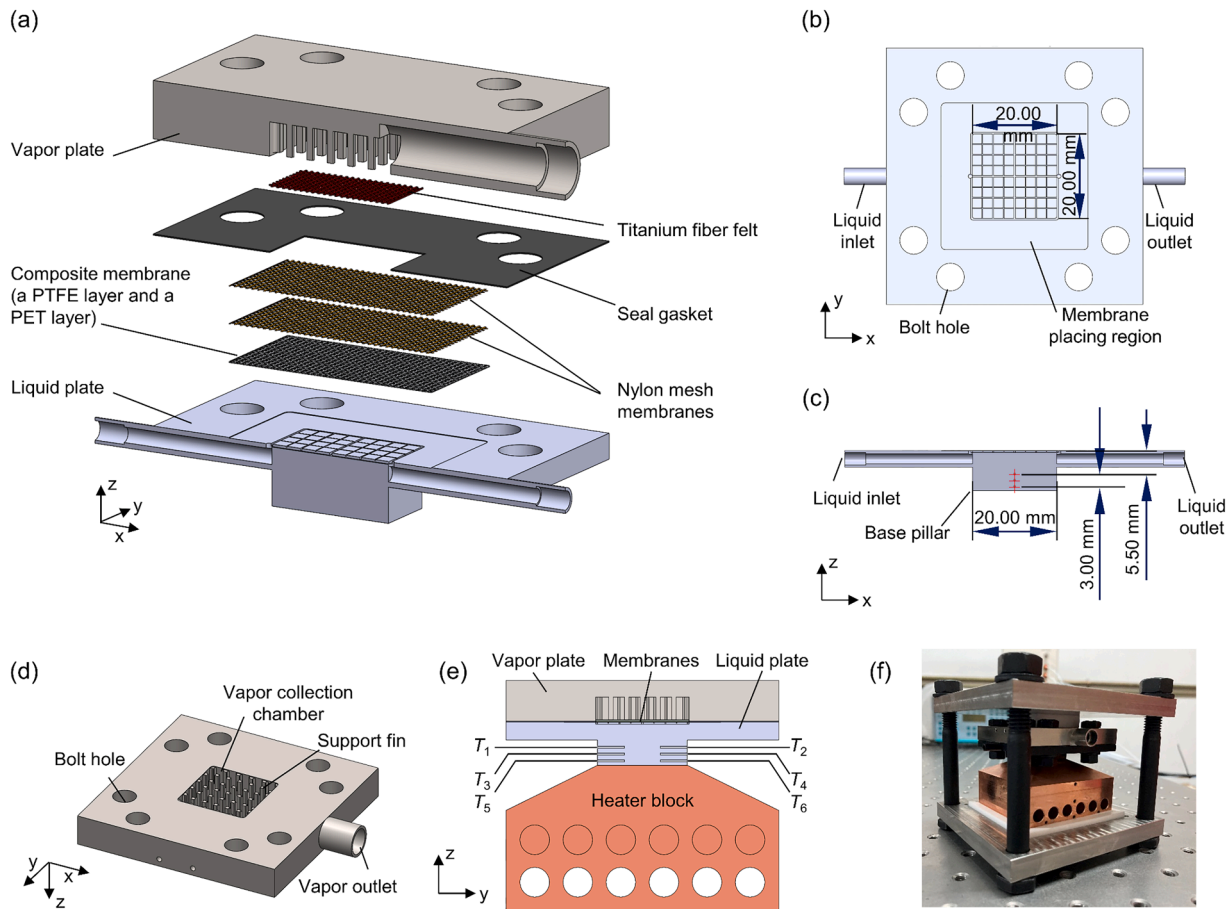 (a)
Vapor plate
Titanium fiber felt
Composite membrane
(a PTFE layer and a
PET layer)
Seal gasket
Liquid plate
Nylon mesh
membranes
z
y
x
(b)
20.00
mm
20.00 mm
Liquid
inlet
Liquid
outlet
Bolt hole
Membrane
placing region
y
x
(c)
Liquid inlet
Liquid
outlet
Base pillar
20.00 mm
3.00 mm
5.50 mm
z
x
(d)
Vapor collection
chamber
Support fin
Bolt hole
Vapor outlet
y
x
z
(e)
Vapor plate
Membranes
Liquid plate
T1
T2
T3
T4
T5
T6
Heater block
z
y
(f)